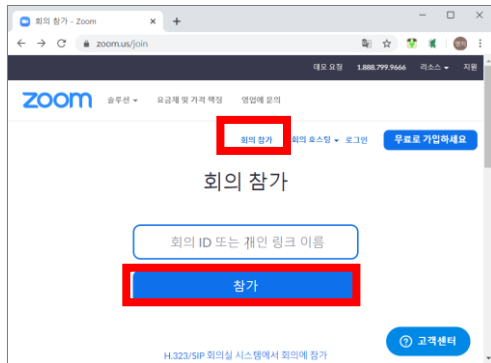 회의 참가 - Zoom
zoom.us/join
데모 요청 1.888.799.9666 리소스 지원
zoom 솔루션 요금제 및 가격 책정 영업에 문의
회의 참가 회의 호스팅 로그인 무료로 가입하세요
회의 참가
회의 ID 또는 개인 링크 이름
참가
고객센터
H.323/SIP 회의실 시스템에서 회의에 참가